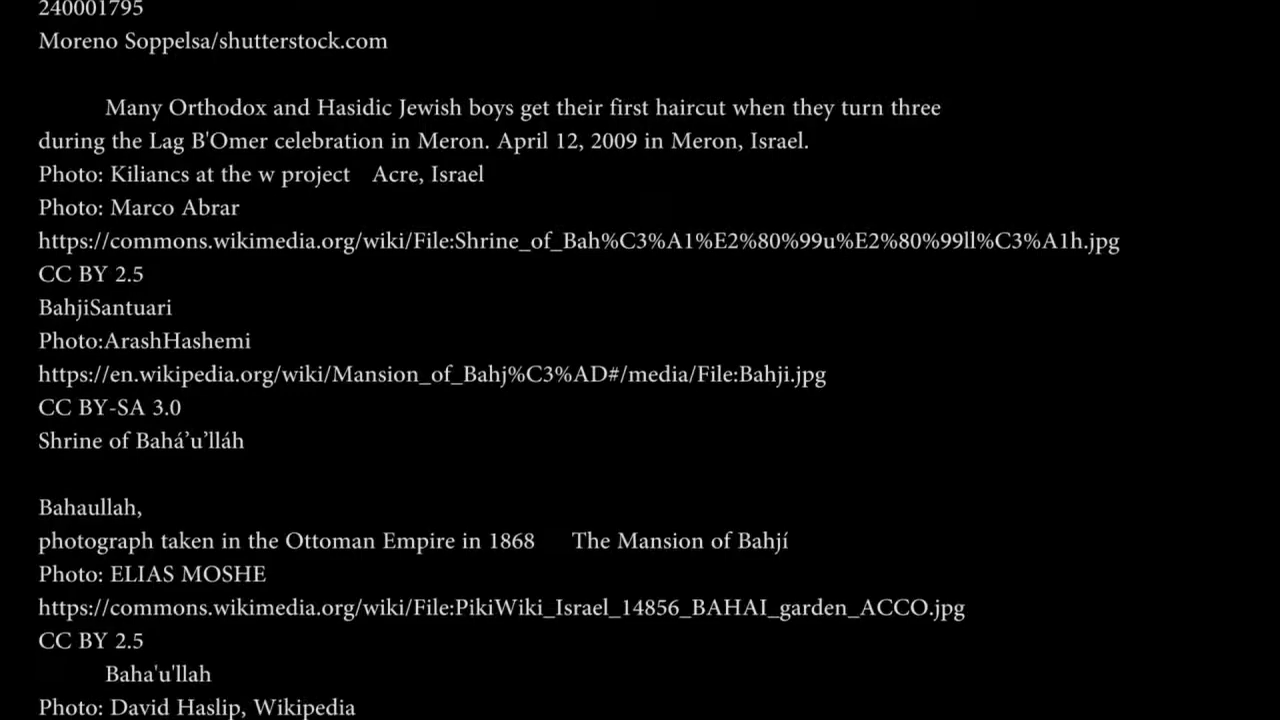 240001795
Moreno Soppelsa/shutterstock.com
Many Orthodox and Hasidic Jewish boys get their first haircut when they turn three
during the Lag B'Omer celebration in Meron. April 12, 2009 in Meron, Israel.
Photo: Kiliancs at the w project    Acre, Israel
Photo: Marco Abrar
https://commons.wikimedia.org/wiki/File:Shrine_of_Bah%C3%A1%E2%80%99u%E2%80%99ll%C3%A1h.jpg
CC BY 2.5
BahjiSantuari
Photo:ArashHashemi
https://en.wikipedia.org/wiki/Mansion_of_Bahj%C3%AD#/media/File:Bahji.jpg
CC BY-SA 3.0
Shrine of Bahá’u’lláh
Bahaullah,
photograph taken in the Ottoman Empire in 1868    The Mansion of Bahjí
Photo: ELIAS MOSHE
https://commons.wikimedia.org/wiki/File:PikiWiki_Israel_14856_BAHAI_garden_ACCO.jpg
CC BY 2.5
Baha'u'llah
Photo: David Haslip, Wikipedia